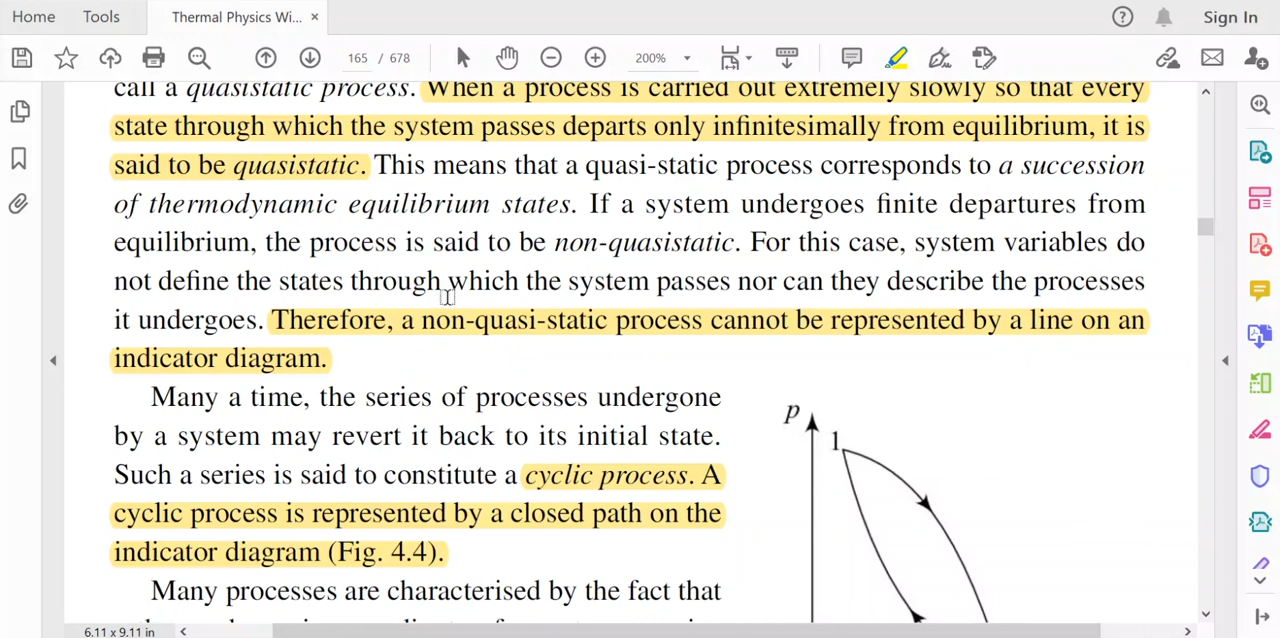 Home Tools Thermal Physics Wi... × Sign In
165 / 678 200%
call a quasistatic process. When a process is carried out extremely slowly so that every
state through which the system passes departs only infinitesimally from equilibrium, it is
said to be quasistatic. This means that a quasi-static process corresponds to a succession
of thermodynamic equilibrium states. If a system undergoes finite departures from
equilibrium, the process is said to be non-quasistatic. For this case, system variables do
not define the states through which the system passes nor can they describe the processes
it undergoes. Therefore, a non-quasi-static process cannot be represented by a line on an
indicator diagram.
Many a time, the series of processes undergone
by a system may revert it back to its initial state.
Such a series is said to constitute a cyclic process. A
cyclic process is represented by a closed path on the
indicator diagram (Fig. 4.4).
Many processes are characterised by the fact that
p
1
6.11 x 9.11 in